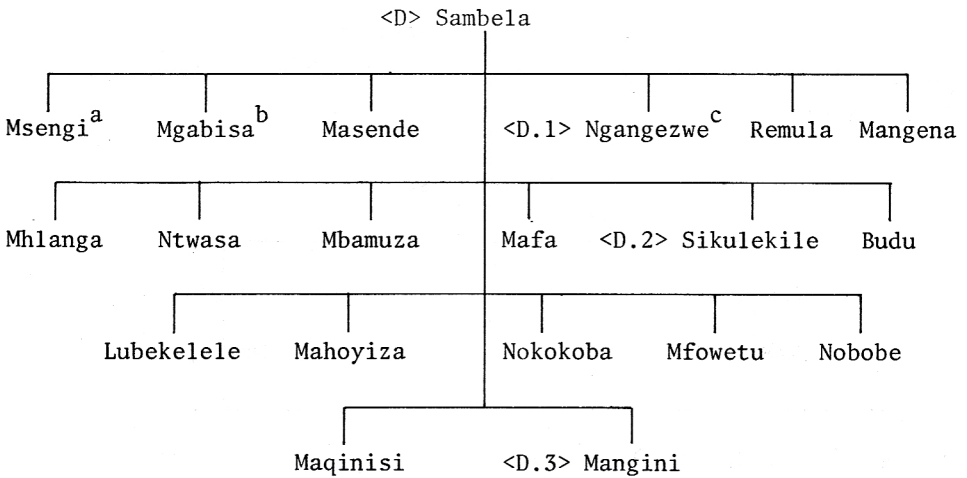 <D> Sambela
Msengi^a Mgabisa^b Masende <D.1> Ngangezwe^c Remula Mangena
Mhlanga Ntwasa Mbamuza Mafa <D.2> Sikulekile Budu
Lubekelele Mahoyiza Nokokoba Mfowetu Nobobe
Maqinisi <D.3> Mangini